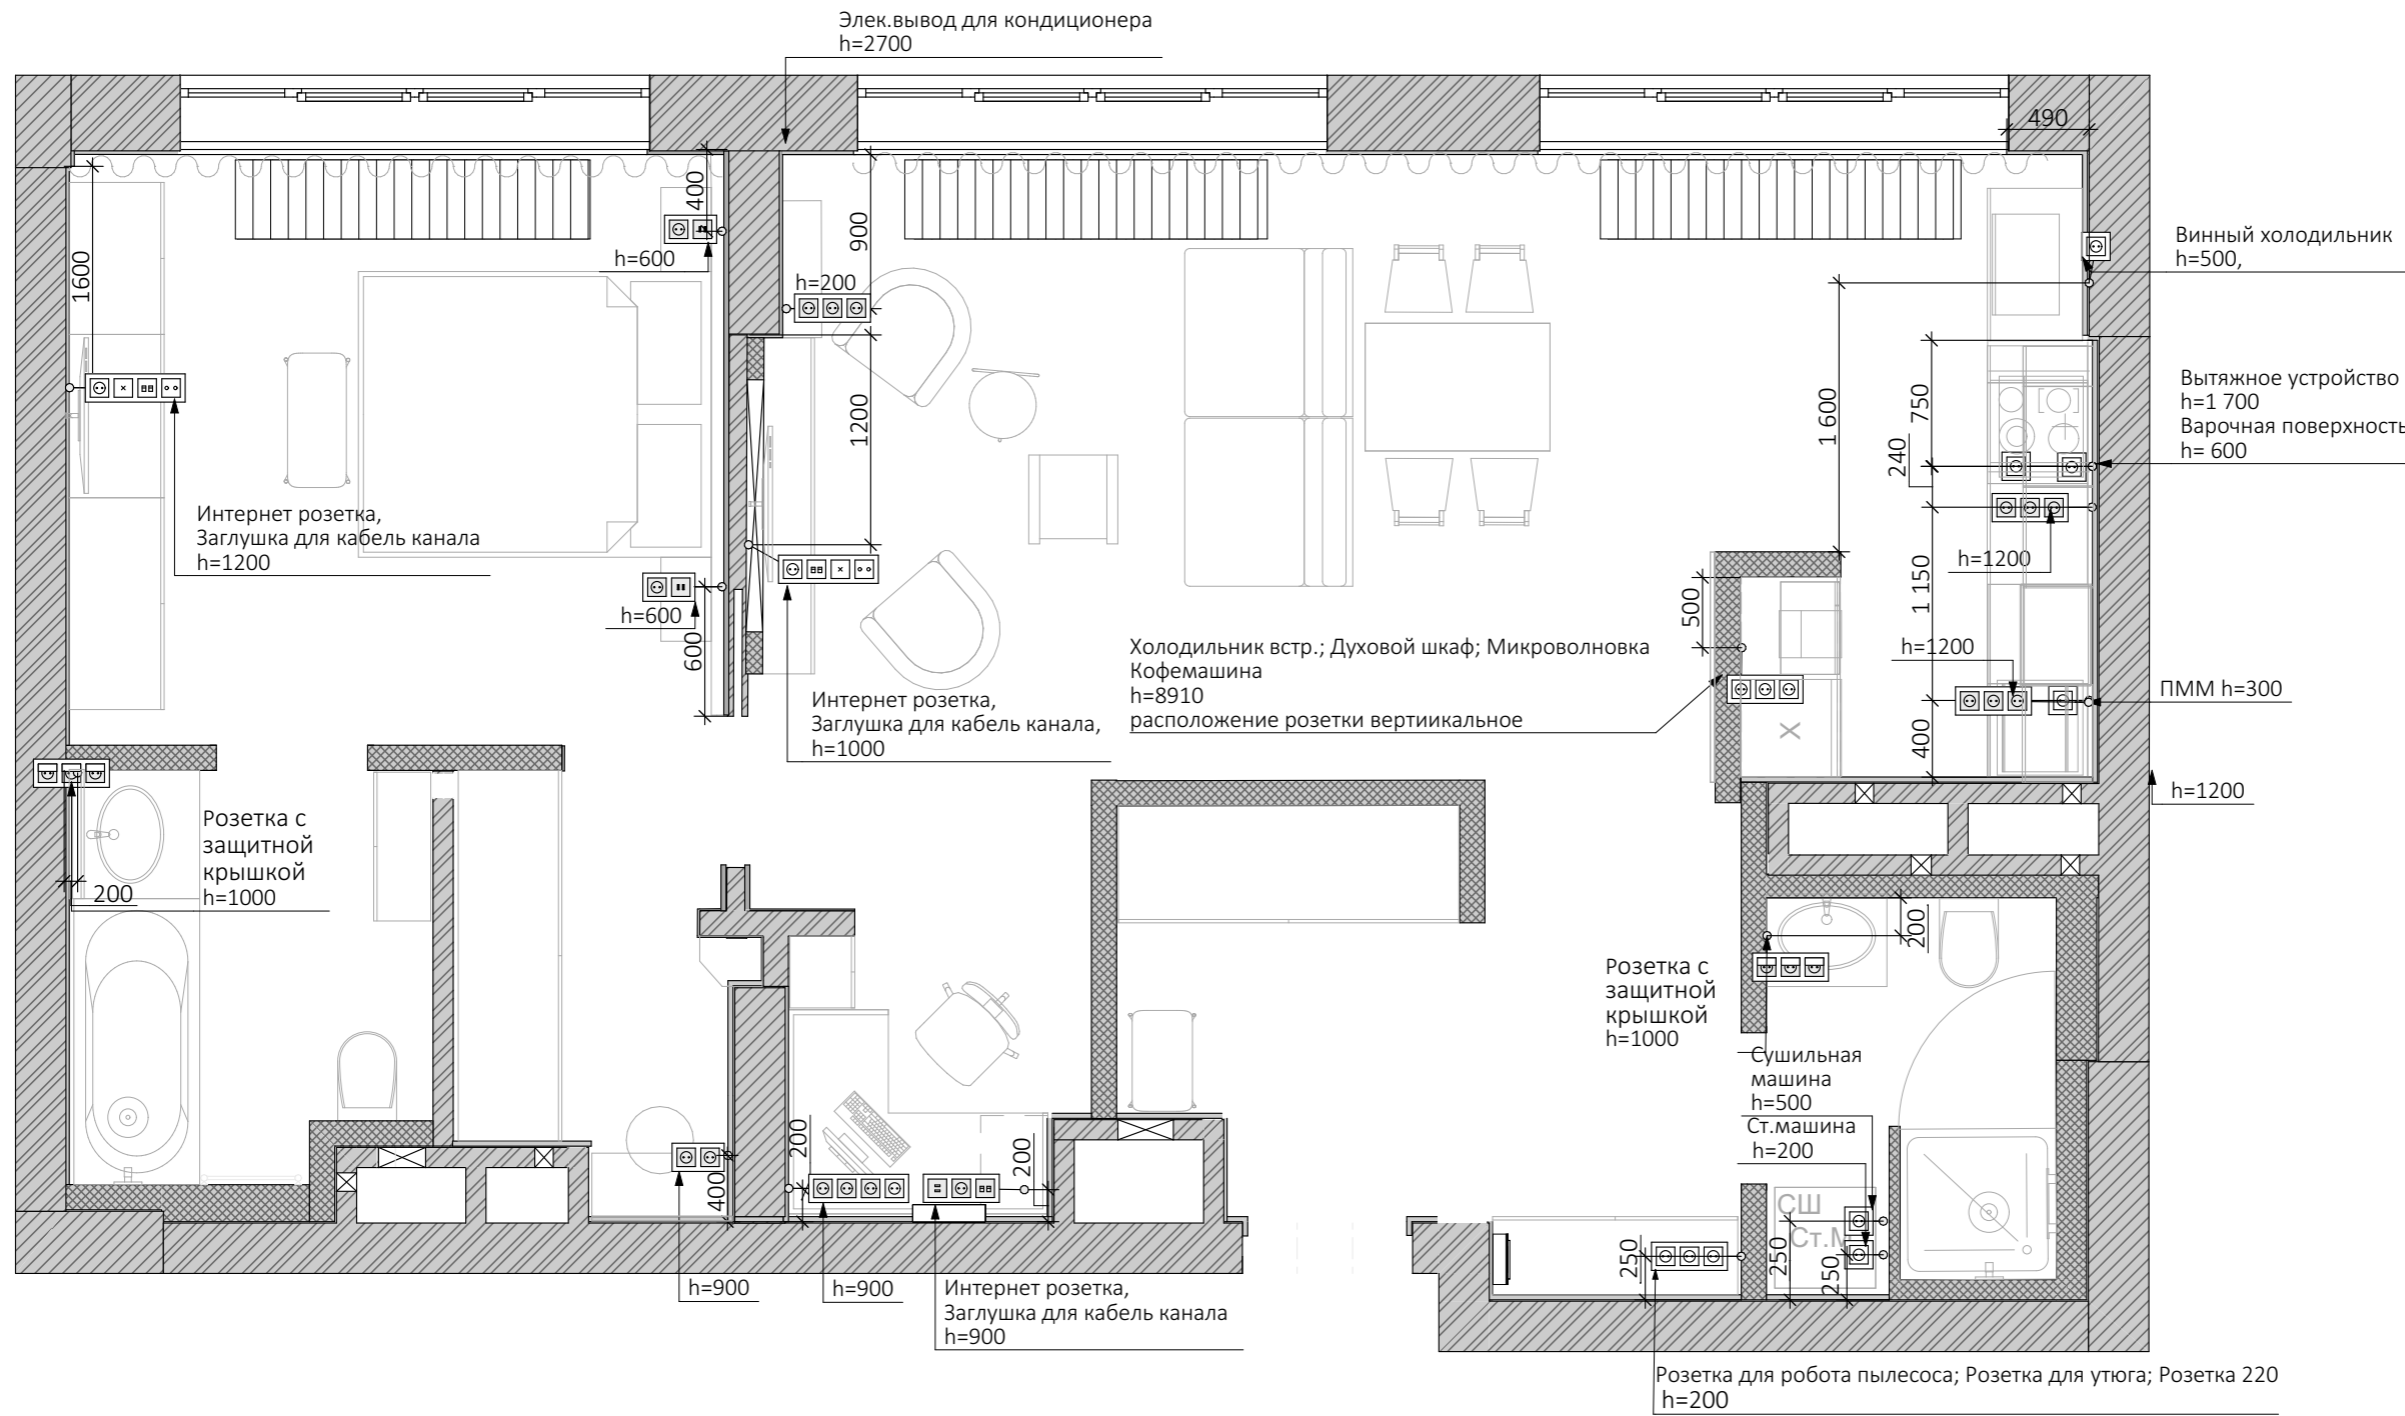 Элек.вывод для кондиционера
h=2700
490
400
900
1600
h=600
h=200
Винный холодильник
h=500,
1 600
1200
750
240
Вытяжное устройство
h=1 700
Варочная поверхность
h= 600
Интернет розетка,
Заглушка для кабель канала
h=1200
h=1200
1 150
500
h=600
600
Холодильник встр.; Духовой шкаф; Микроволновка
Кофемашина
h=8910
расположение розетки вертиикальное
h=1200
Интернет розетка,
Заглушка для кабель канала,
h=1000
X
400
ПММ h=300
h=1200
Розетка с
защитной
крышкой
h=1000
200
200
Розетка с
защитной
крышкой
h=1000
Сушильная
машина
h=500
Ст.машина
h=200
400
200
200
СШ
Ст.М
250
250
250
h=900
h=900
Интернет розетка,
Заглушка для кабель канала
h=900
Розетка для робота пылесоса; Розетка для утюга; Розетка 220
h=200